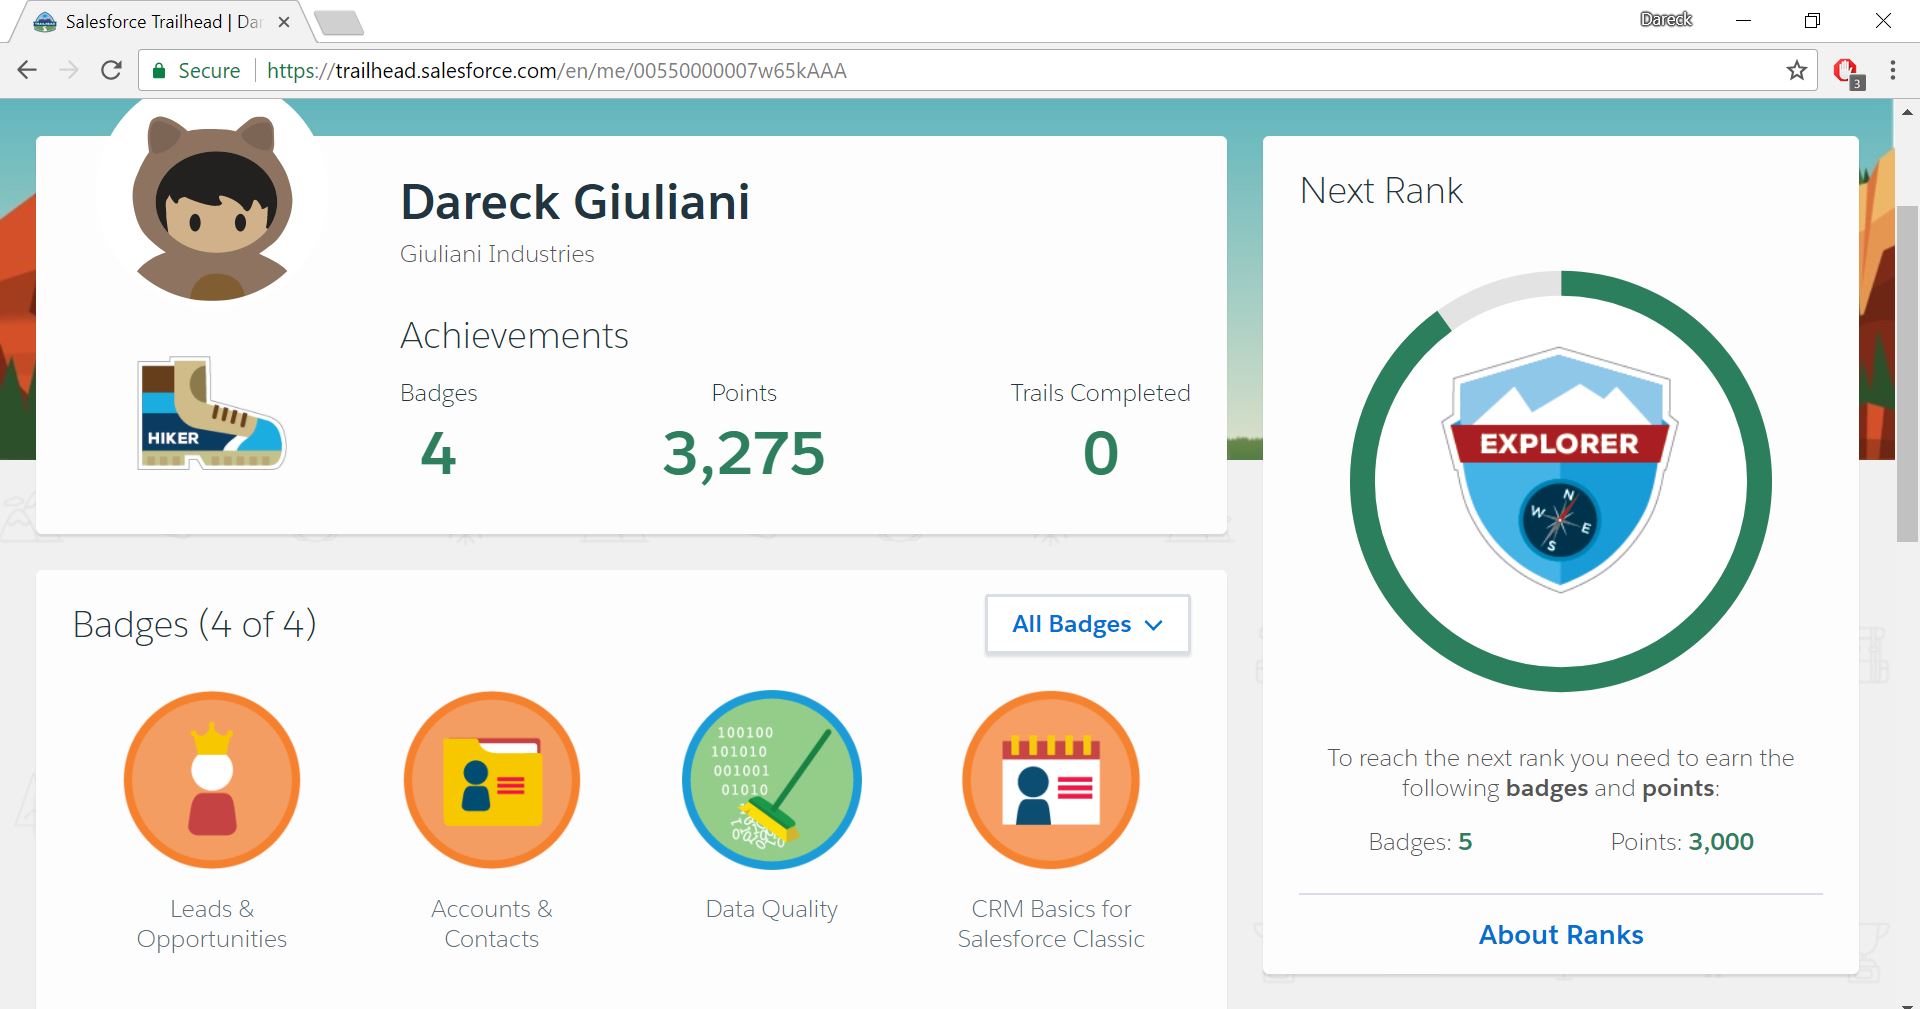 Salesforce Trailhead | Da
Dareck
Secure
https://trailhead.salesforce.com/en/me/00550000007w65kAAA
3
Dareck Giuliani
Giuliani Industries
Achievements
Badges
Points
Trails Completed
4
3,275
0
HIKER
Next Rank
EXPLORER
N
W
E
S
To reach the next rank you need to earn the
following badges and points:
Badges: 5
Points: 3,000
About Ranks
Badges (4 of 4)
All Badges
100100
101010
001001
01010
Leads &
Opportunities
Accounts &
Contacts
Data Quality
CRM Basics for
Salesforce Classic